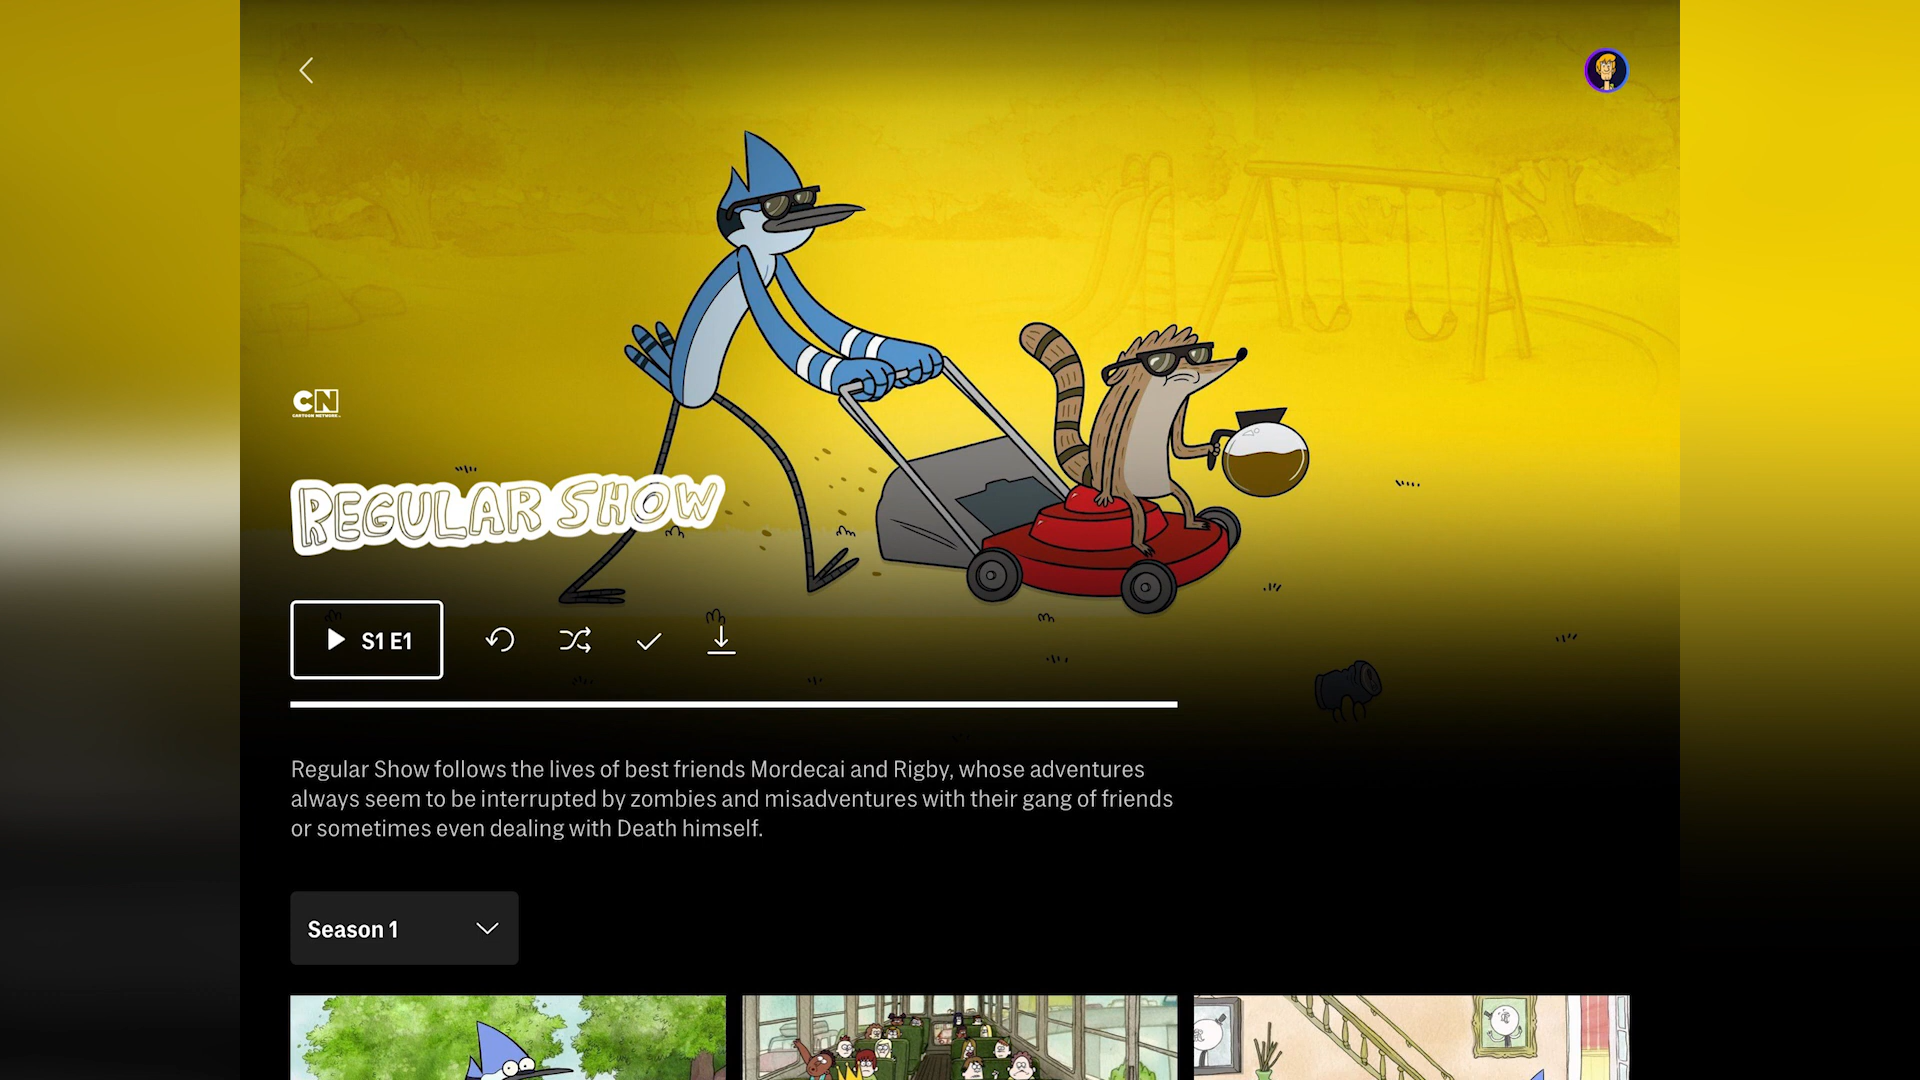 CN
CARTOON NETWORK
REGULAR SHOW
S1 E1
Regular Show follows the lives of best friends Mordecai and Rigby, whose adventures
always seem to be interrupted by zombies and misadventures with their gang of friends
or sometimes even dealing with Death himself.
Season 1